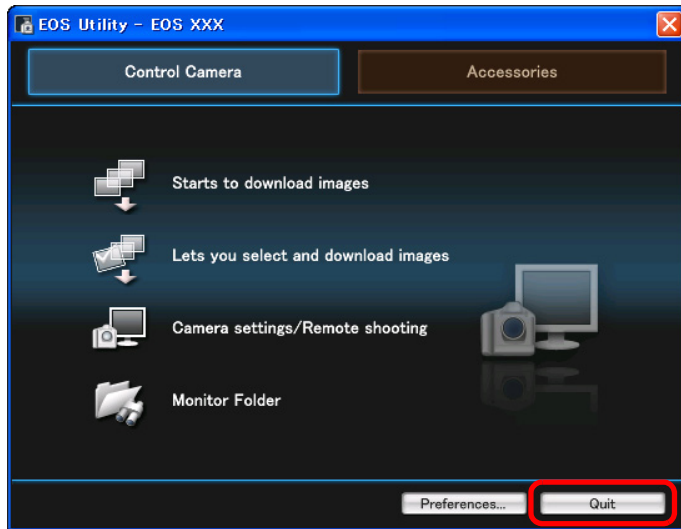 EOS Utility - EOS XXX
Control Camera
Accessories
Starts to download images
Lets you select and download images
Camera settings/Remote shooting
Monitor Folder
Preferences...
Quit